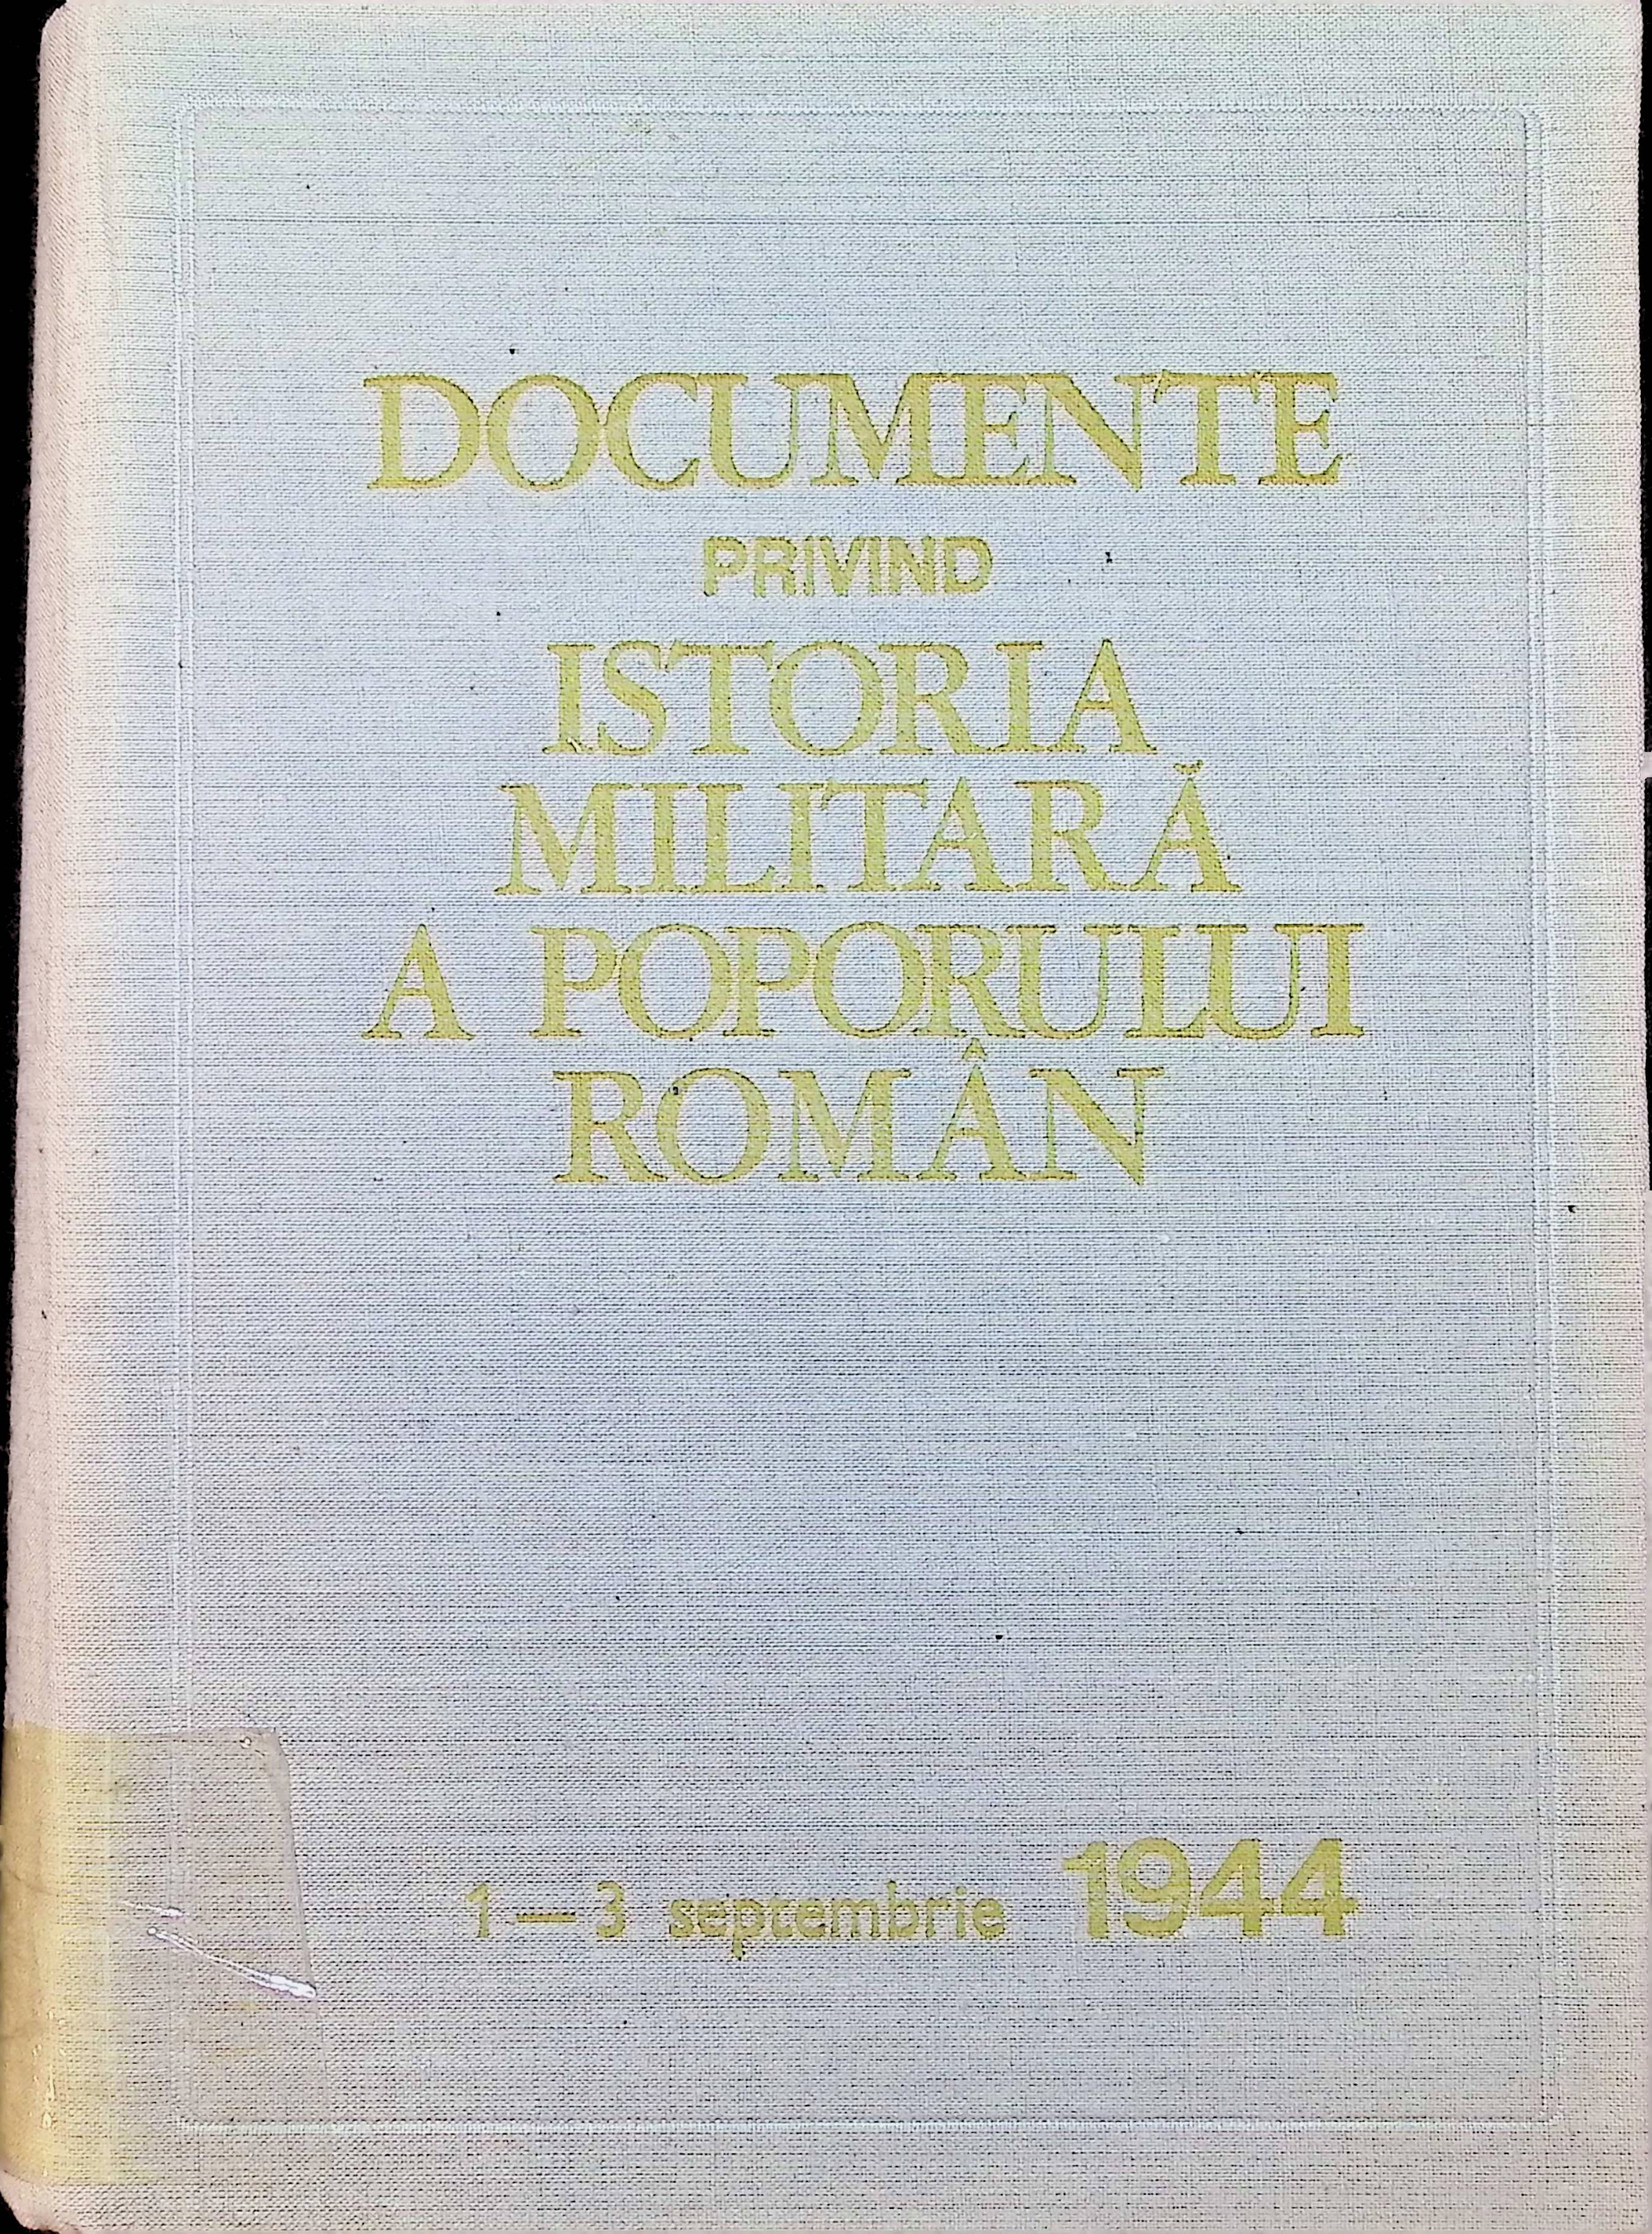 DOCUMENTE
PRIVIND
ISTORIA
MILITARĂ
A POPORULUI
ROMÂN
1—3 septembrie 1944